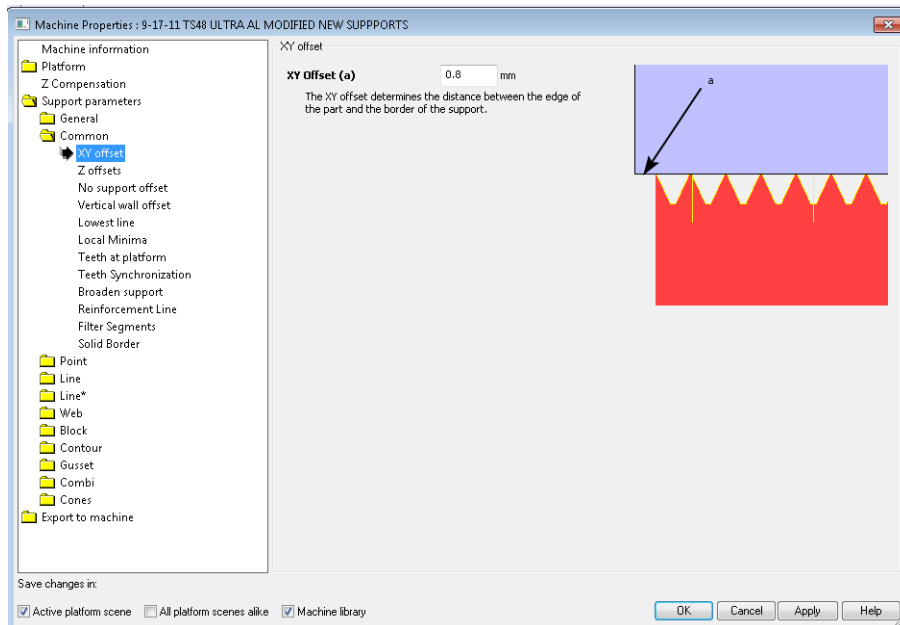 Machine Properties : 9-17-11 TS48 ULTRA AL MODIFIED NEW SUPPPORTS
Machine information
Platform
Z Compensation
Support parameters
General
Common
XY offset
Z offsets
No support offset
Vertical wall offset
Lowest line
Local Minima
Teeth at platform
Teeth Synchronization
Broaden support
Reinforcement Line
Filter Segments
Solid Border
Point
Line
Line*
Web
Block
Contour
Gusset
Combi
Cones
Export to machine
XY offset
XY Offset (a) 0.8 mm
The XY offset determines the distance between the edge of
the part and the border of the support.
a
Save changes in:
Active platform scene All platform scenes alike Machine library OK Cancel Apply Help